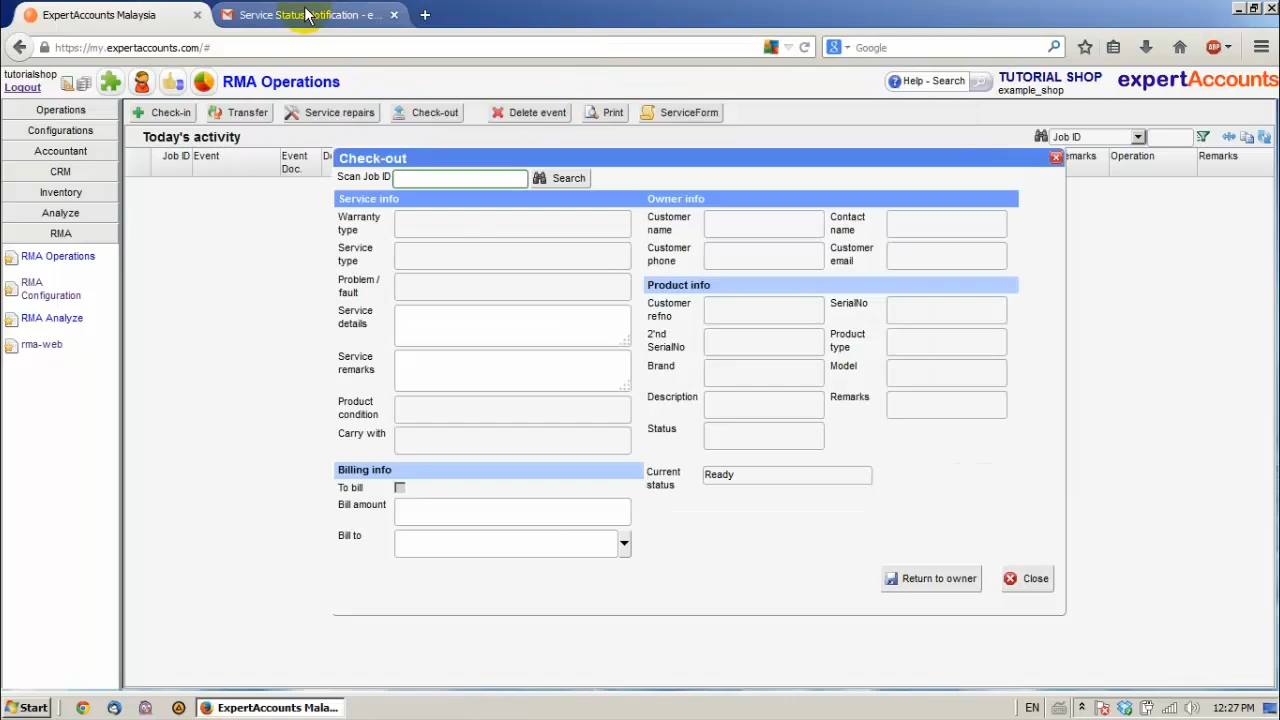 ExpertAccounts Malaysia
Service Status Notification - e...
https://my.expertaccounts.com/#
Google
ABP
tutorialshop
Logout
RMA Operations
Help - Search
TUTORIAL SHOP
example_shop
expertAccounts
Operations
Configurations
Accountant
CRM
Inventory
Analyze
RMA
RMA Operations
RMA
Configuration
RMA Analyze
rma-web
Check-in
Transfer
Service repairs
Check-out
Delete event
Print
ServiceForm
Today's activity
Job ID
Job ID
Event
Event
Doc.
Operation
Remarks
Check-out
Scan Job ID
Search
Service info
Warranty
type
Service
type
Problem /
fault
Service
details
Service
remarks
Product
condition
Carry with
Billing info
To bill
Bill amount
Bill to
Owner info
Customer
name
Contact
name
Customer
phone
Customer
email
Product info
Customer
refno
SerialNo
2'nd
SerialNo
Product
type
Brand
Model
Description
Remarks
Status
Current
status
Ready
Return to owner
Close
Start
ExpertAccounts Mala...
EN
12:27 PM